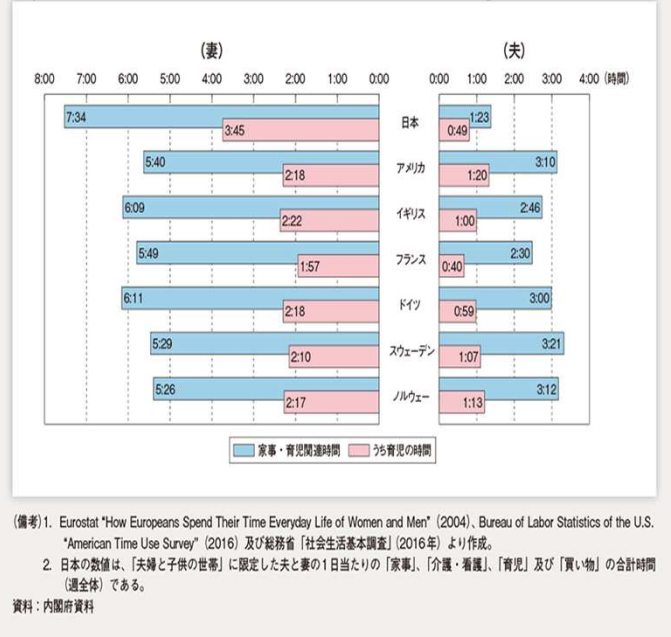 （妻） （夫）
8:00 7:00 6:00 5:00 4:00 3:00 2:00 1:00 0:00 0:00 1:00 2:00 3:00 4:00（時間）
7:34 日本 1:23
3:45 0:49
5:40 アメリカ 3:10
2:18 1:20
6:09 イギリス 2:46
2:22 1:00
5:49 フランス 2:30
1:57 0:40
6:11 ドイツ 3:00
2:18 0:59
5:29 スウェーデン 3:21
2:10 1:07
5:26 ノルウェー 3:12
2:17 1:13
家事・育児関連時間 うち育児の時間
（備考）1. Eurostat “How Europeans Spend Their Time Everyday Life of Women and Men”（2004）、Bureau of Labor Statistics of the U.S.
“American Time Use Survey”（2016）及び総務省「社会生活基本調査」（2016年）より作成。
2. 日本の数値は、「夫婦と子供の世帯」に限定した夫と妻の1日当たりの「家事」、「介護・看護」、「育児」及び「買い物」の合計時間
（週全体）である。
資料：内閣府資料